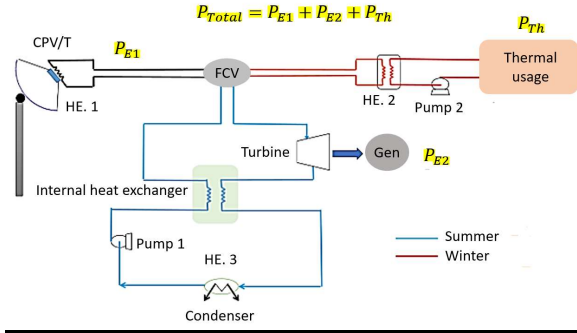 P_Total = P_E1 + P_E2 + P_Th
P_Th
CPV/T
P_E1
FCV
Thermal
usage
HE. 1
HE. 2
Pump 2
Turbine
Gen
P_E2
Internal heat exchanger
Pump 1
HE. 3
Summer
Winter
Condenser